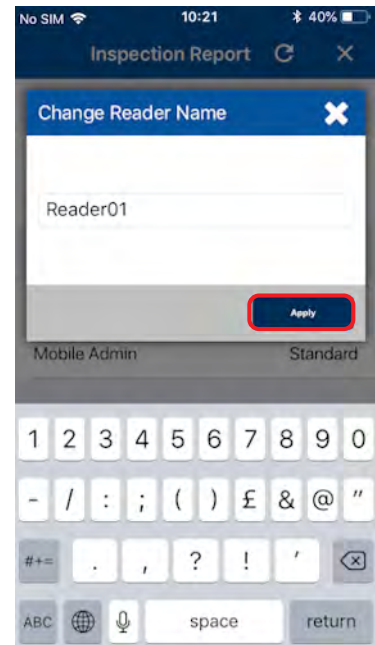 No SIM 10:21 40%
Inspection Report
Change Reader Name
Reader01
Apply
Mobile Admin Standard
1 2 3 4 5 6 7 8 9 0
- / : ; ( ) £ & @ "
#+= . , ? ! '
ABC space return